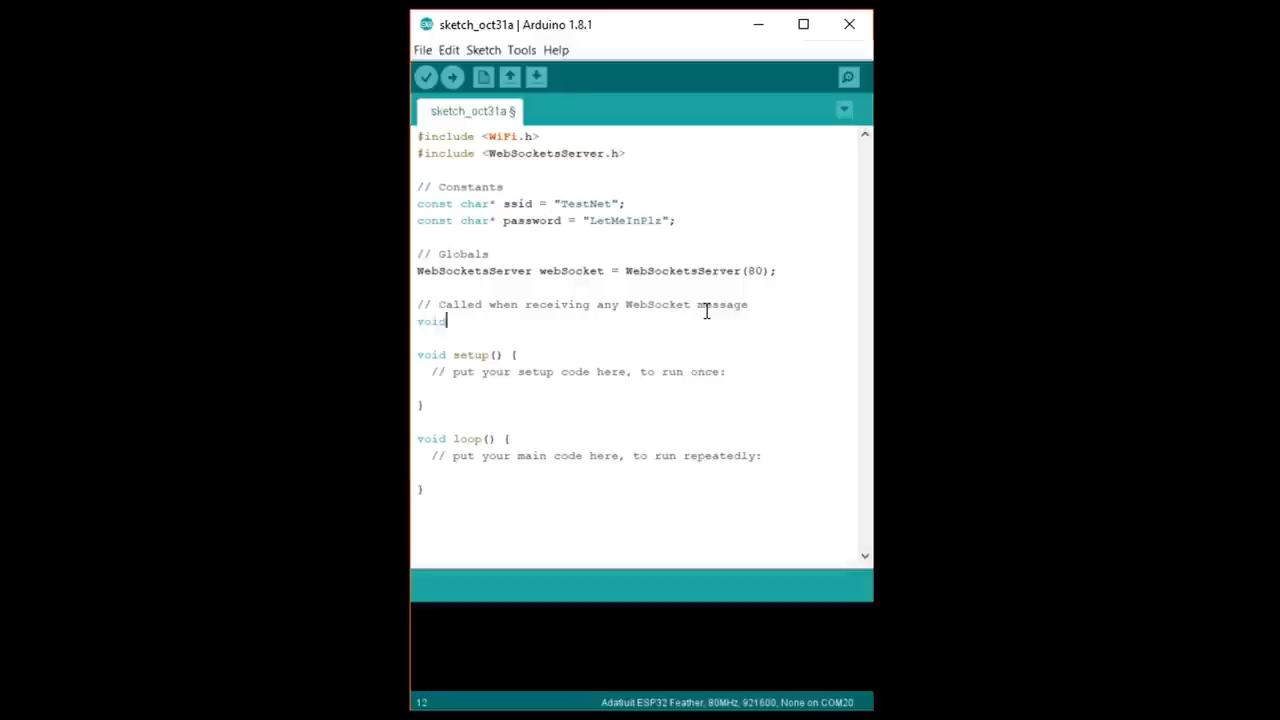 sketch_oct31a | Arduino 1.8.1
File Edit Sketch Tools Help
sketch_oct31a §
#include <WiFi.h>
#include <WebSocketsServer.h>
// Constants
const char* ssid = "TestNet";
const char* password = "LetMeInPlz";
// Globals
WebSocketsServer webSocket = WebSocketsServer(80);
// Called when receiving any WebSocket message
void
void setup() {
// put your setup code here, to run once:
}
void loop() {
// put your main code here, to run repeatedly:
}
12 Adafruit ESP32 Feather, 80MHz, 921600, None on COM20